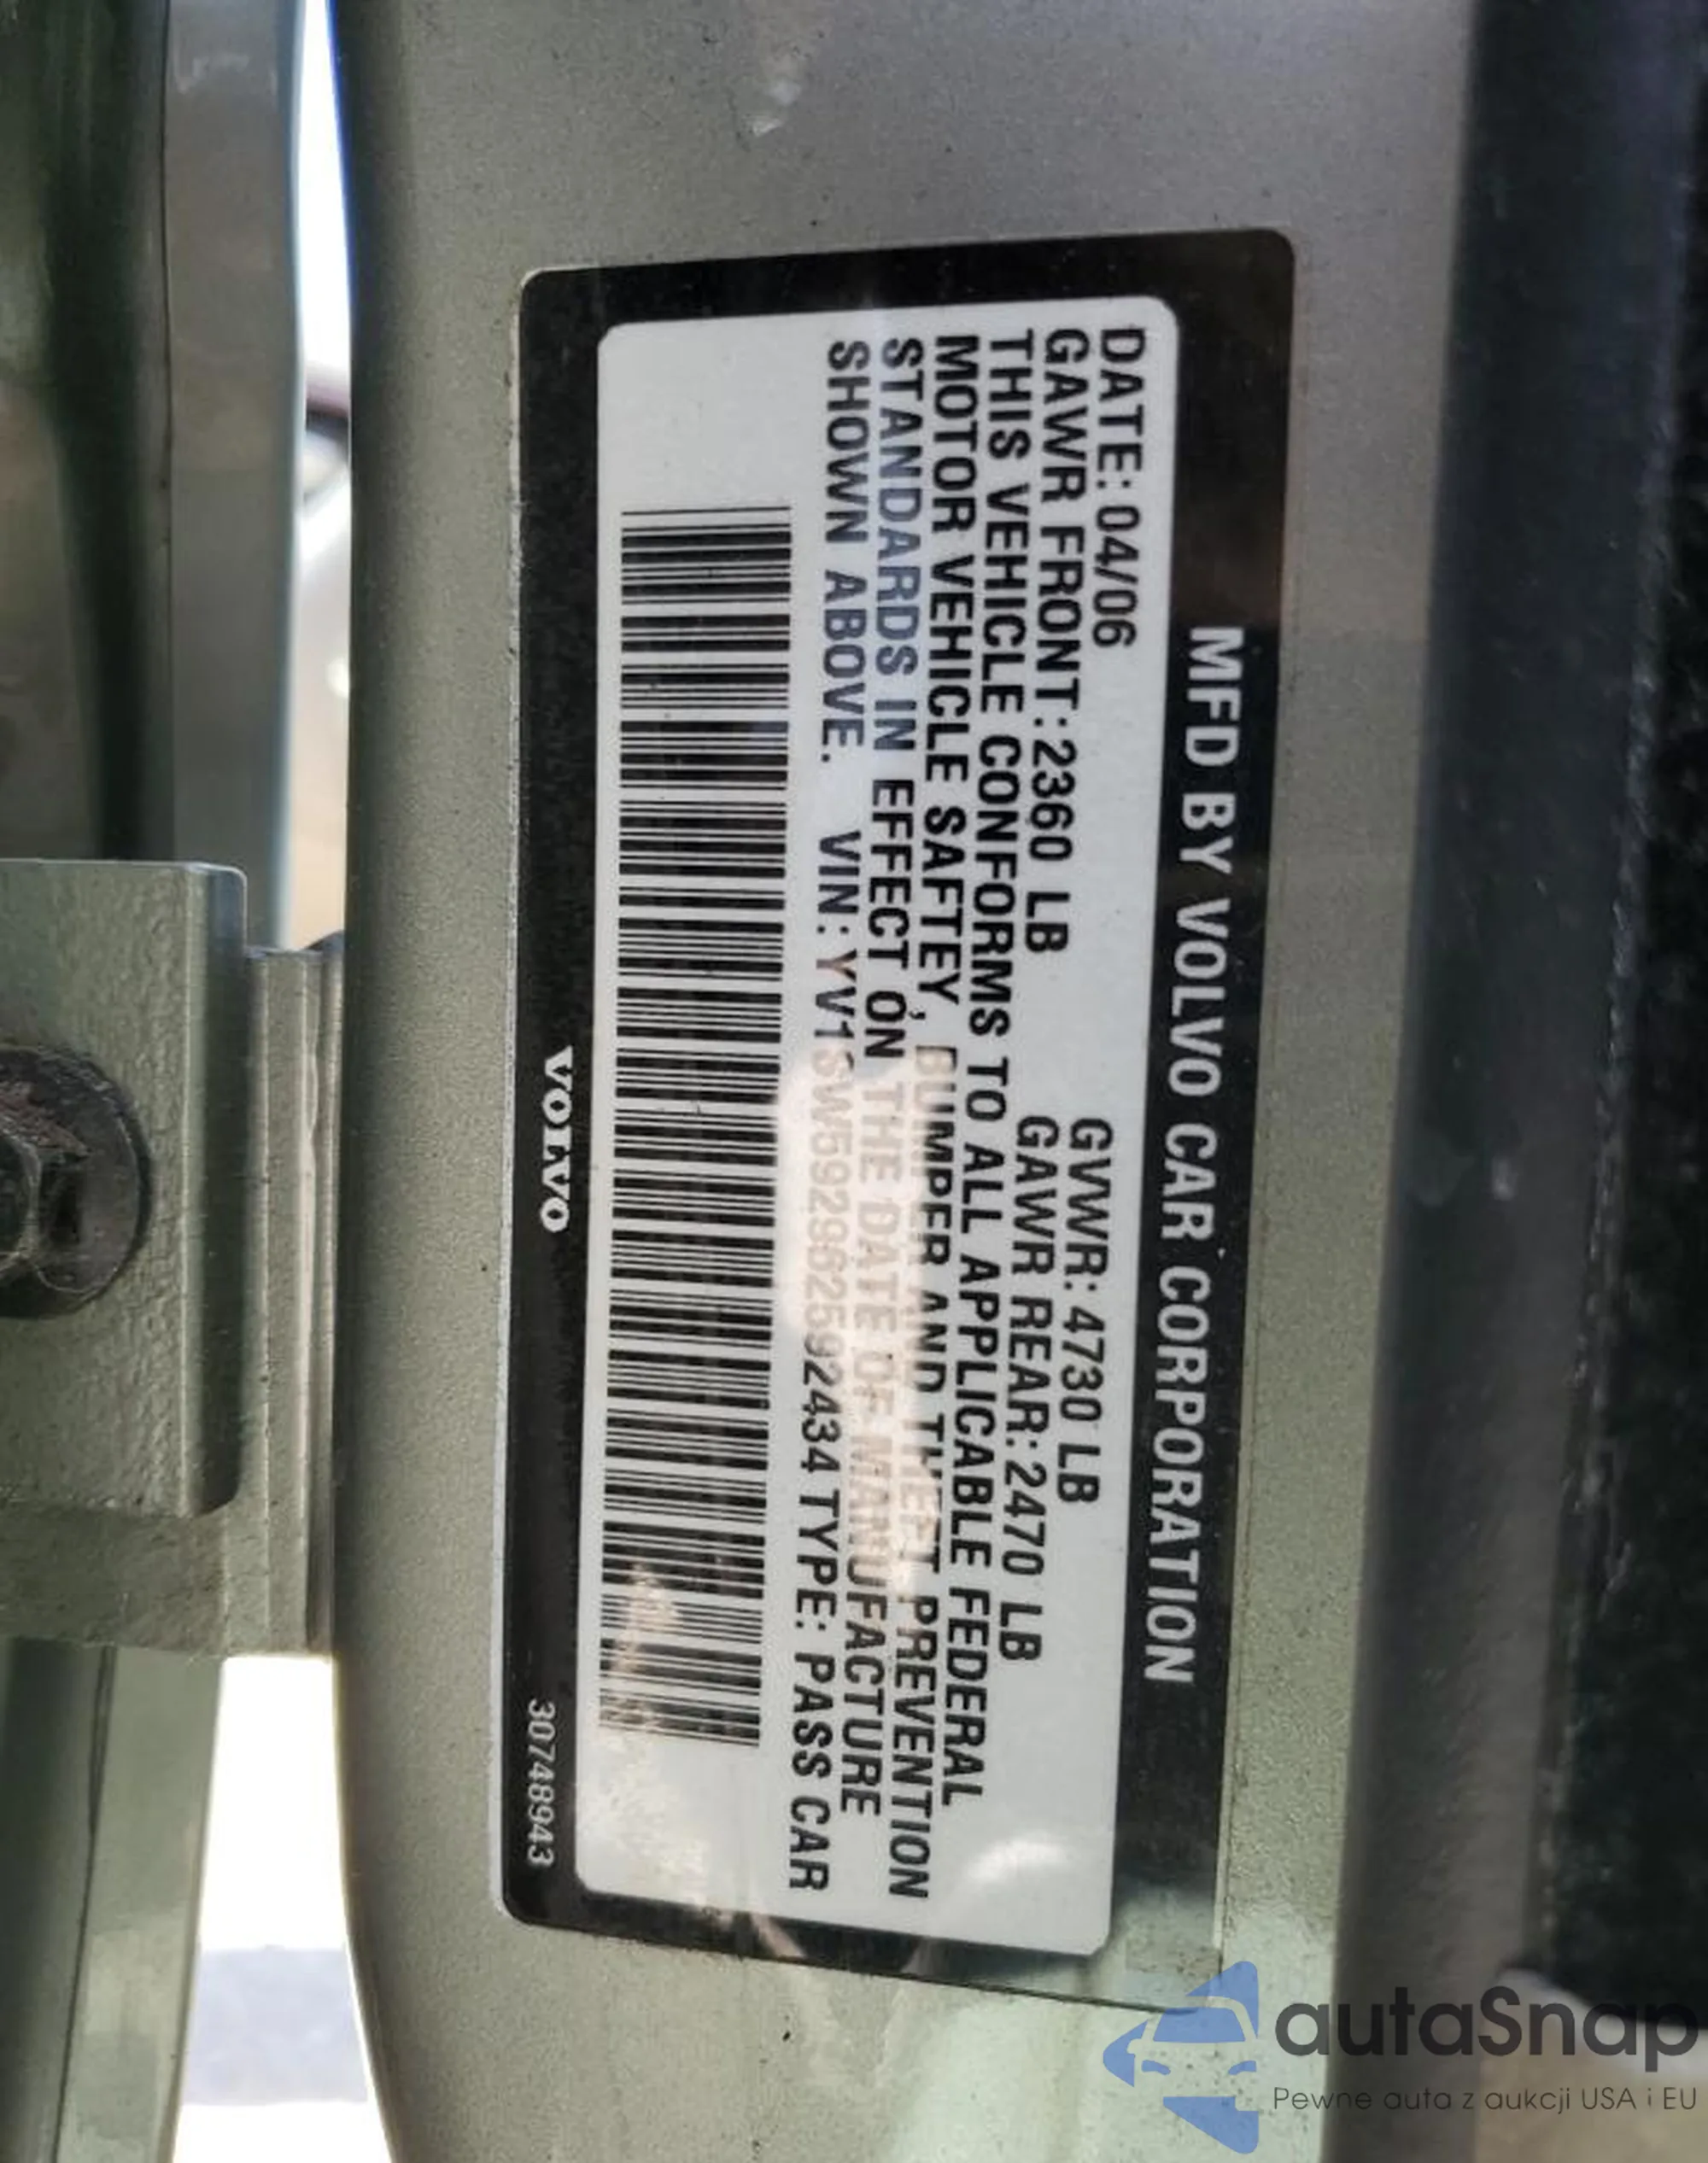 MFD BY VOLVO CAR CORPORATION
DATE: 04/06 GVWR: 4730 LB
GAWR FRONT: 2360 LB GAWR REAR: 2470 LB
THIS VEHICLE CONFORMS TO ALL APPLICABLE FEDERAL
MOTOR VEHICLE SAFTEY, BUMPER AND THEFT PREVENTION
STANDARDS IN EFFECT ON THE DATE OF MANUFACTURE
SHOWN ABOVE. VIN: YV1SW592962592434 TYPE: PASS CAR
VOLVO
30748943
autaSnap
Pewne auta z aukcji USA i EU